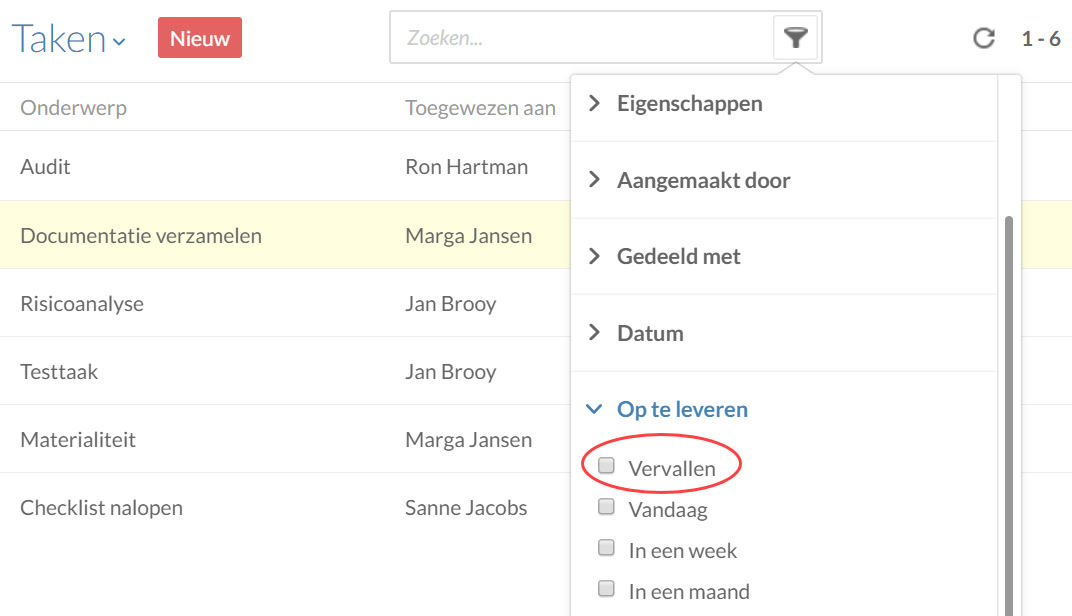 Taken
Nieuw
Zoeken...
1 - 6
Onderwerp
Toegewezen aan
Audit
Ron Hartman
Documentatie verzamelen
Marga Jansen
Risicoanalyse
Jan Brooy
Testtaak
Jan Brooy
Materialiteit
Marga Jansen
Checklist nalopen
Sanne Jacobs
Eigenschappen
Aangemaakt door
Gedeeld met
Datum
Op te leveren
Vervallen
Vandaag
In een week
In een maand